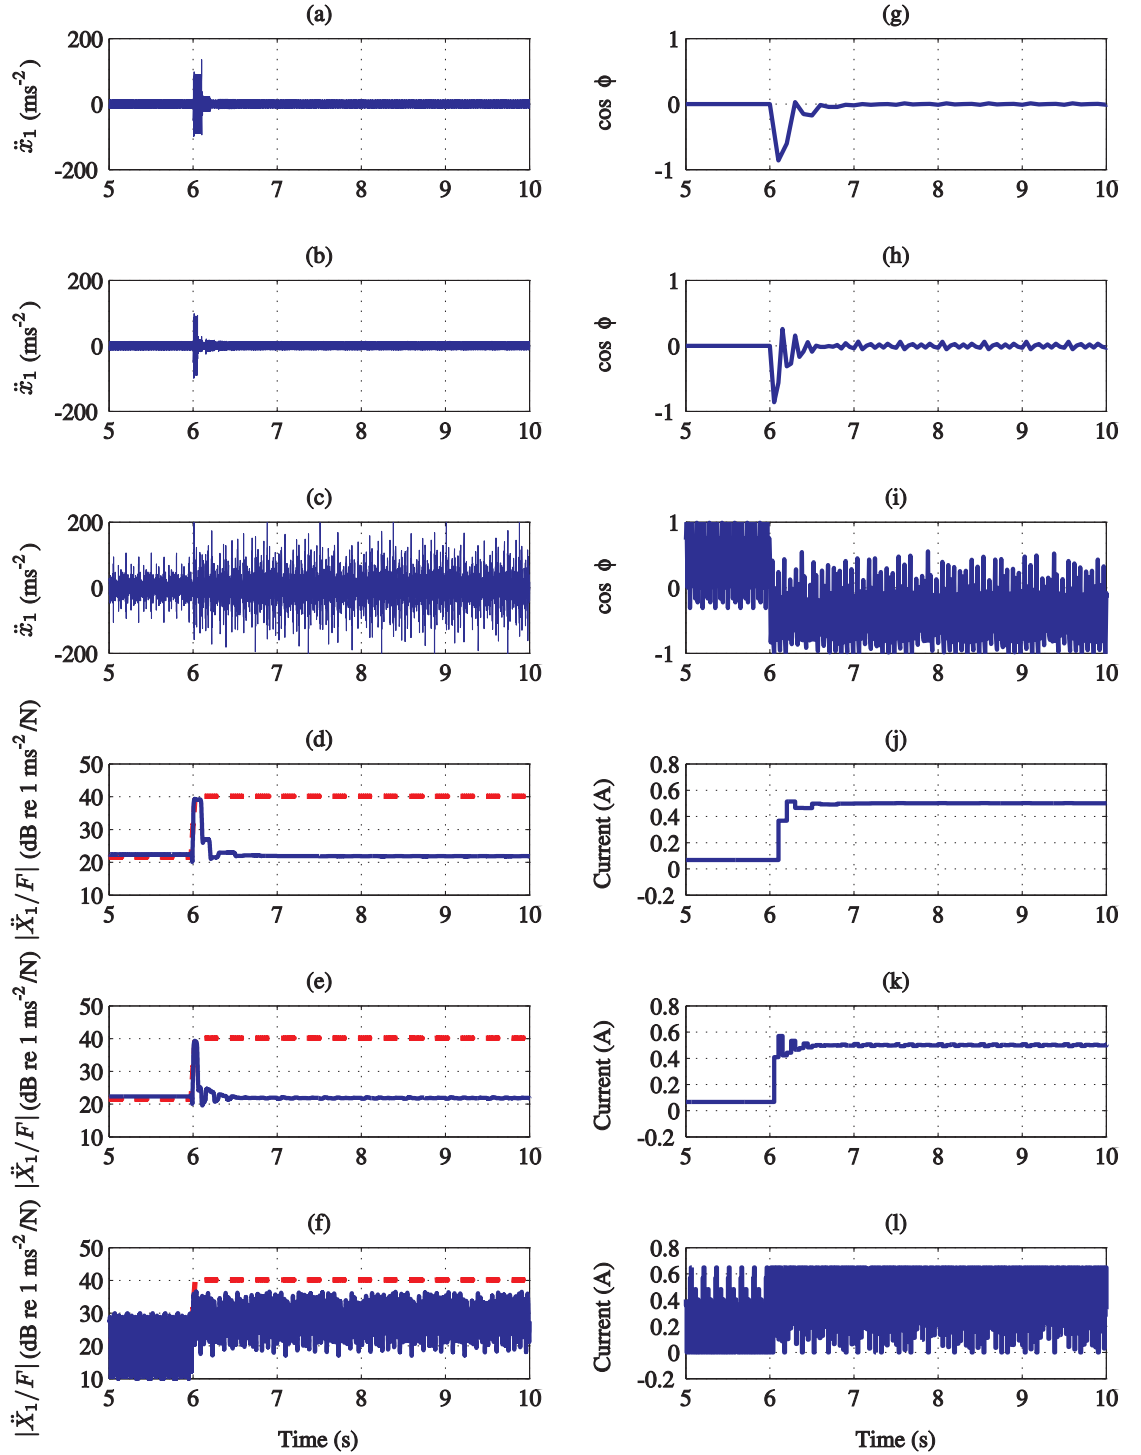 (a)
ẍ₁ (ms⁻²)
200
0
-200
5 6 7 8 9 10
(g)
cos ϕ
1
0
-1
5 6 7 8 9 10
(b)
ẍ₁ (ms⁻²)
200
0
-200
5 6 7 8 9 10
(h)
cos ϕ
1
0
-1
5 6 7 8 9 10
(c)
ẍ₁ (ms⁻²)
200
0
-200
5 6 7 8 9 10
(i)
cos ϕ
1
0
-1
5 6 7 8 9 10
(d)
|Ẍ₁/F| (dB re 1 ms⁻²/N)
50
40
30
20
10
5 6 7 8 9 10
(j)
Current (A)
0.8
0.6
0.4
0.2
0
-0.2
5 6 7 8 9 10
(e)
|Ẍ₁/F| (dB re 1 ms⁻²/N)
50
40
30
20
10
5 6 7 8 9 10
(k)
Current (A)
0.8
0.6
0.4
0.2
0
-0.2
5 6 7 8 9 10
(f)
|Ẍ₁/F| (dB re 1 ms⁻²/N)
50
40
30
20
10
5 6 7 8 9 10
Time (s)
(l)
Current (A)
0.8
0.6
0.4
0.2
0
-0.2
5 6 7 8 9 10
Time (s)